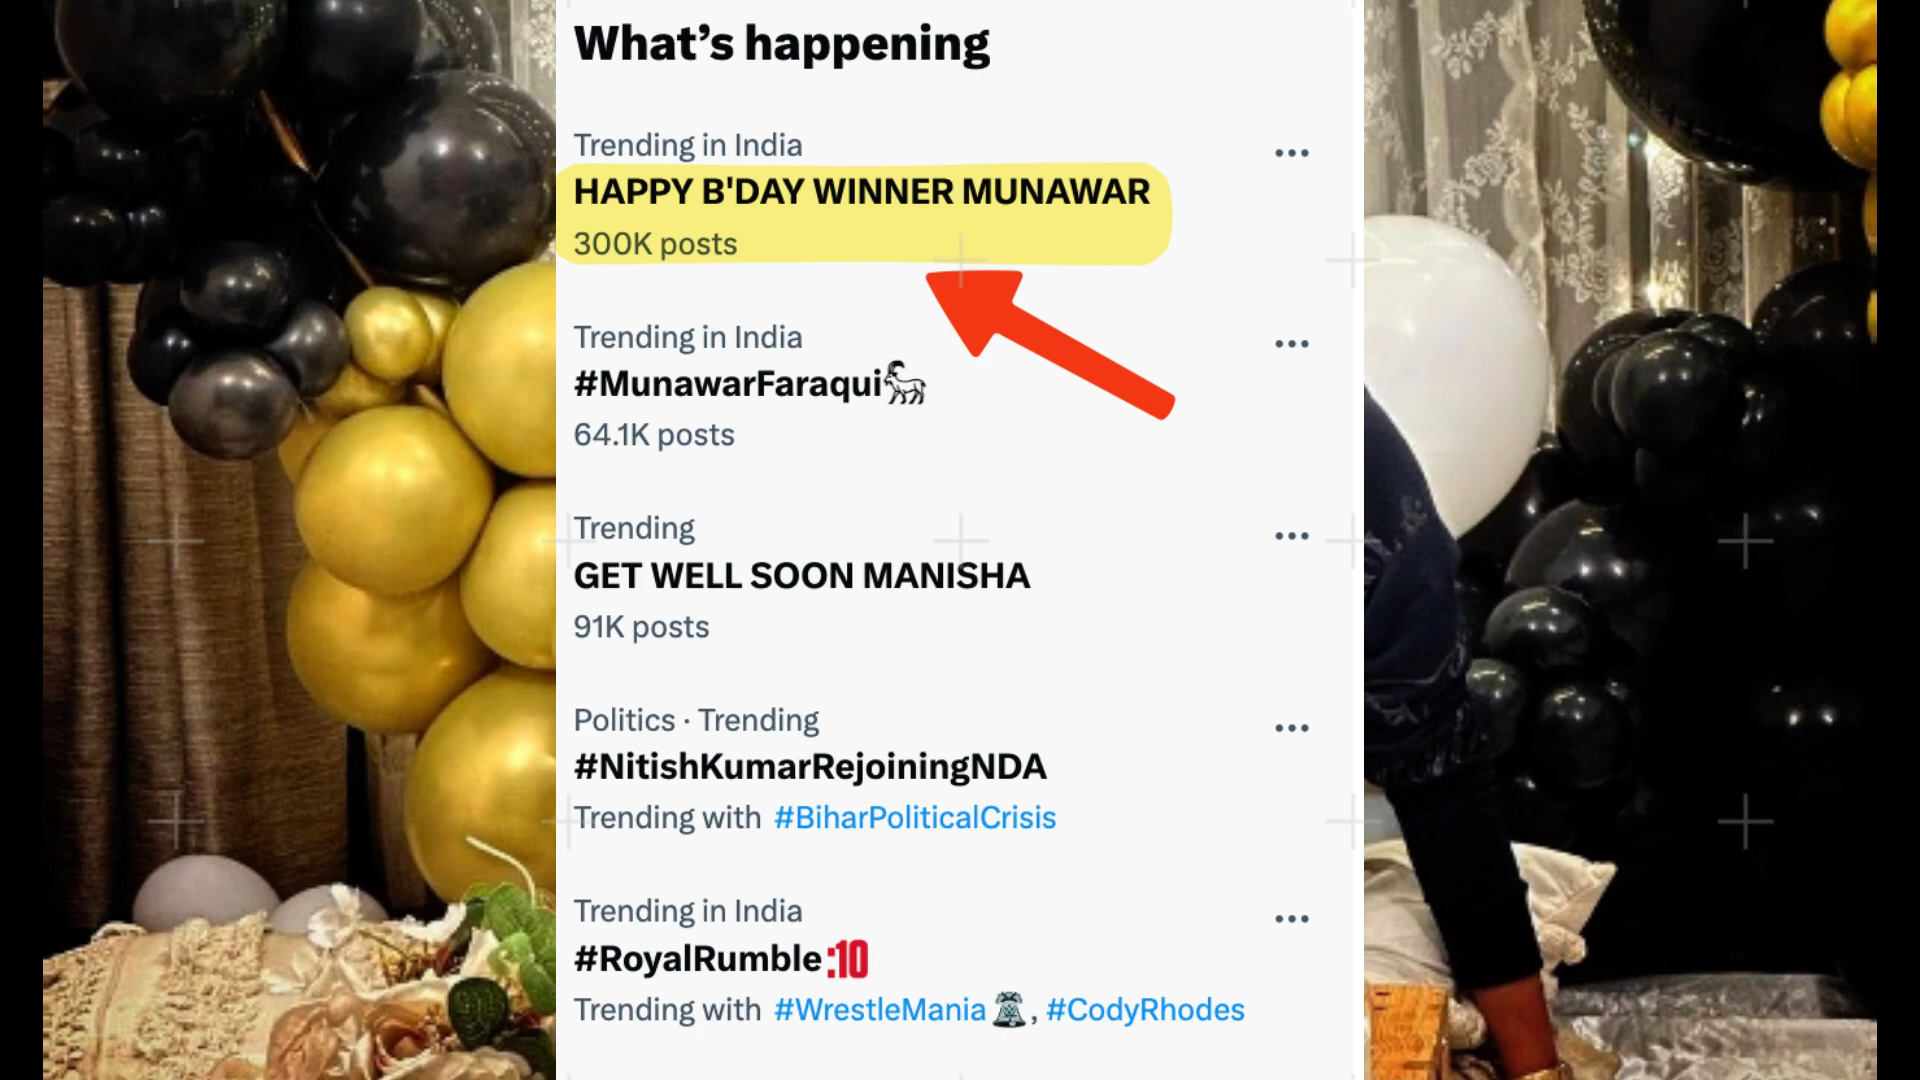 What’s happening
Trending in India
HAPPY B'DAY WINNER MUNAWAR
300K posts
Trending in India
#MunawarFaraqui
64.1K posts
Trending
GET WELL SOON MANISHA
91K posts
Politics · Trending
#NitishKumarRejoiningNDA
Trending with #BiharPoliticalCrisis
Trending in India
#RoyalRumble :10
Trending with #WrestleMania , #CodyRhodes